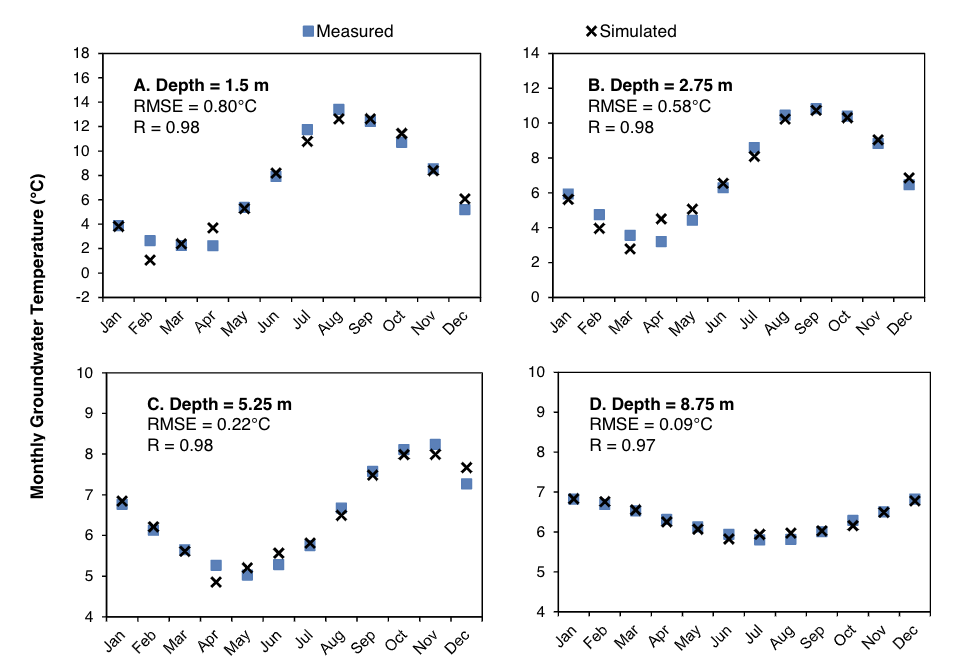 Measured
Simulated
Monthly Groundwater Temperature (°C)
18
16
14
12
10
8
6
4
2
0
-2
A. Depth = 1.5 m
RMSE = 0.80°C
R = 0.98
Jan Feb Mar Apr May Jun Jul Aug Sep Oct Nov Dec
14
12
10
8
6
4
2
0
B. Depth = 2.75 m
RMSE = 0.58°C
R = 0.98
Jan Feb Mar Apr May Jun Jul Aug Sep Oct Nov Dec
10
9
8
7
6
5
4
C. Depth = 5.25 m
RMSE = 0.22°C
R = 0.98
Jan Feb Mar Apr May Jun Jul Aug Sep Oct Nov Dec
10
9
8
7
6
5
4
D. Depth = 8.75 m
RMSE = 0.09°C
R = 0.97
Jan Feb Mar Apr May Jun Jul Aug Sep Oct Nov Dec